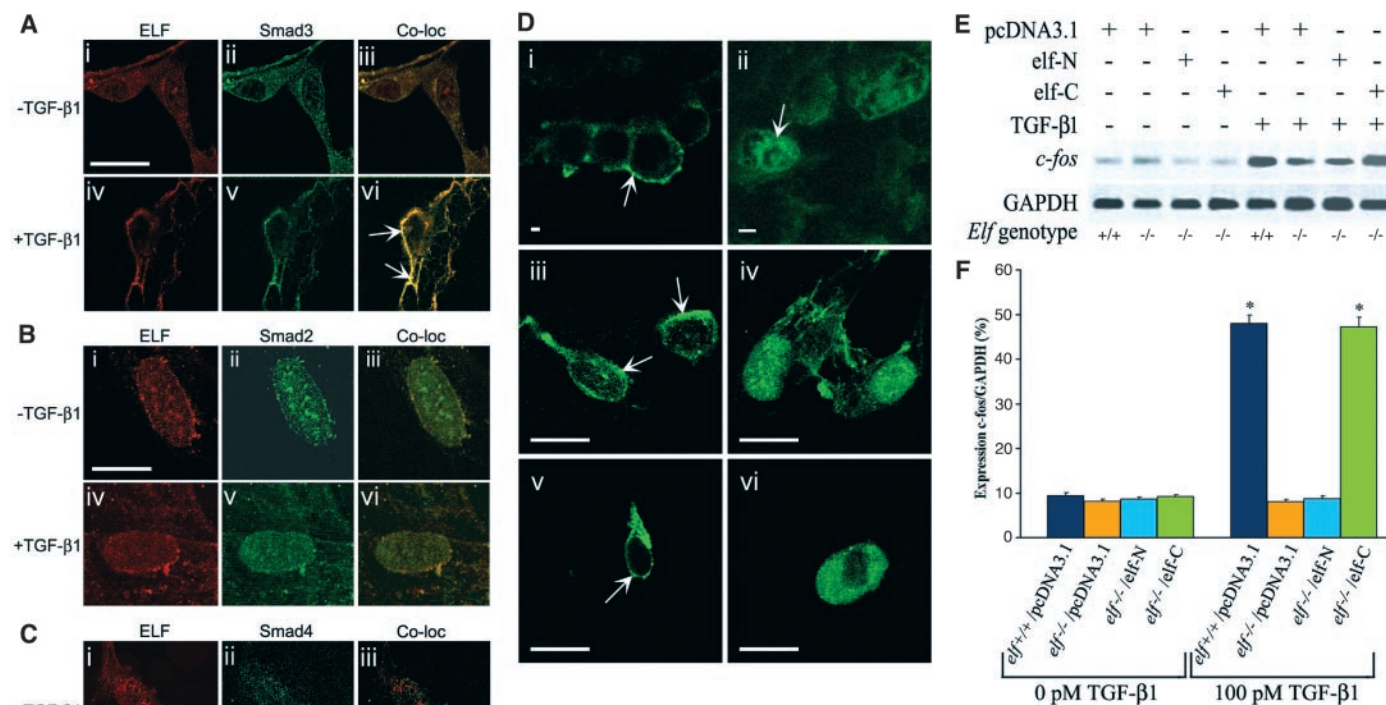 A
ELF Smad3 Co-loc
-TGF-β1
i ii iii
+TGF-β1
iv v vi
B
ELF Smad2 Co-loc
-TGF-β1
i ii iii
+TGF-β1
iv v vi
C
ELF Smad4 Co-loc
i ii iii
D
i ii
iii iv
v vi
E
pcDNA3.1 + + - - + + - -
elf-N - - + - - - + -
elf-C - - - + - - - +
TGF-β1 - - - - + + + +
c-fos
GAPDH
Elf genotype +/+ -/- -/- -/- +/+ -/- -/- -/-
F
Expression c-fos/GAPDH (%)
60
50
40
30
20
10
0
* *
elf+/+/pcDNA3.1
elf-/-/pcDNA3.1
elf-/-/elf-N
elf-/-/elf-C
elf+/+/pcDNA3.1
elf-/-/pcDNA3.1
elf-/-/elf-N
elf-/-/elf-C
0 pM TGF-β1 100 pM TGF-β1